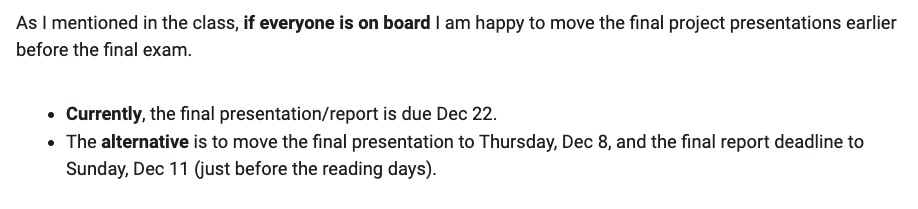 As I mentioned in the class, if everyone is on board I am happy to move the final project presentations earlier
before the final exam.
• Currently, the final presentation/report is due Dec 22.
• The alternative is to move the final presentation to Thursday, Dec 8, and the final report deadline to
Sunday, Dec 11 (just before the reading days).